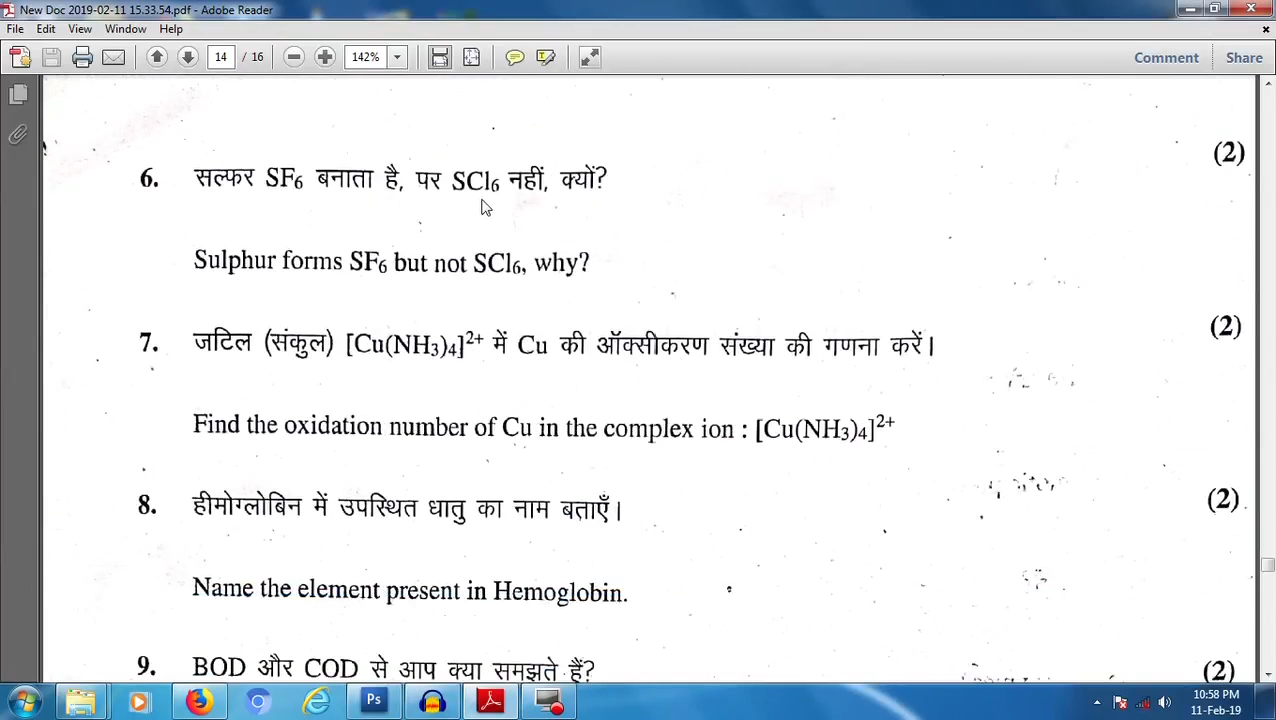 New Doc 2019-02-11 15.33.54.pdf - Adobe Reader
File Edit View Window Help
14 / 16 142% Comment Share
(2)
6. सल्फर SF₆ बनाता है, पर SCl₆ नहीं, क्यों?
Sulphur forms SF₆ but not SCl₆, why?
(2)
7. जटिल (संकुल) [Cu(NH₃)₄]²⁺ में Cu की ऑक्सीकरण संख्या की गणना करें।
Find the oxidation number of Cu in the complex ion : [Cu(NH₃)₄]²⁺
8. हीमोग्लोबिन में उपस्थित धातु का नाम बताएँ। (2)
Name the element present in Hemoglobin.
9. BOD और COD से आप क्या समझते हैं? (2)
Ps
10:58 PM
11-Feb-19